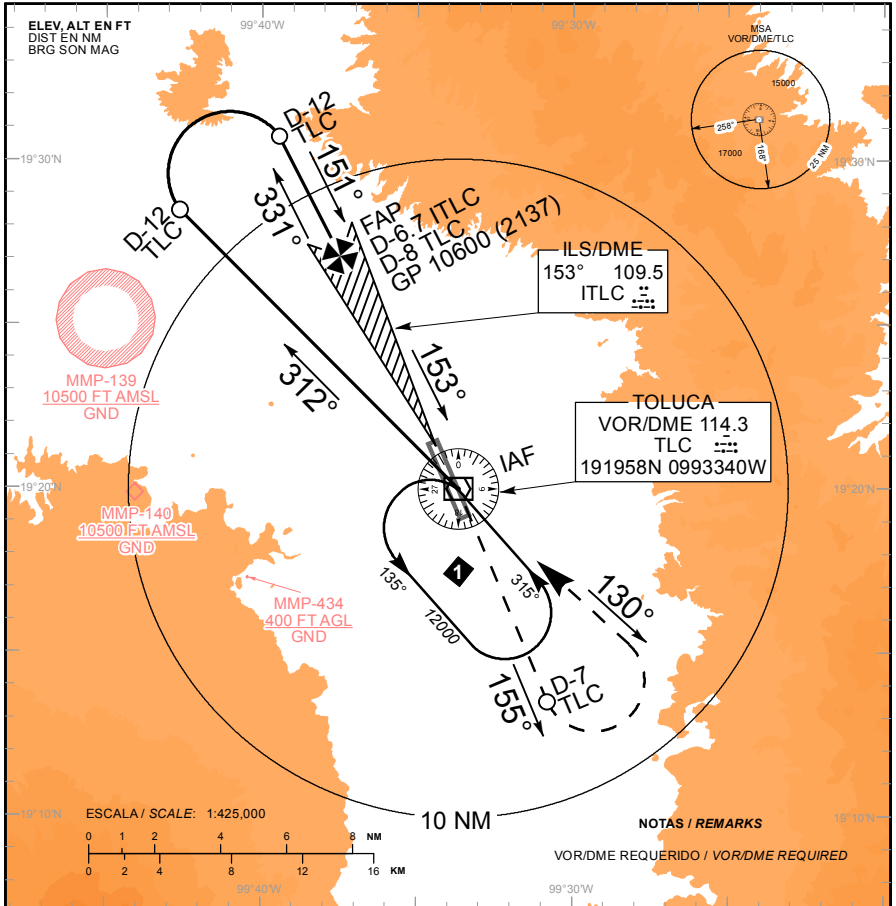 ELEV, ALT EN FT
DIST EN NM
BRG SON MAG
99°40'W
99°30'W
MSA
VOR/DME/TLC
15000
258°
17000
168°
25 NM
19°30'N
19°30'N
D-12
TLC
151°
331°
D-12
TLC
FAP
D-6.7 ITLC
D-8 TLC
GP 10600 (2137)
ILS/DME
153° 109.5
ITLC
MMP-139
10500 FT AMSL
GND
312°
153°
TOLUCA
VOR/DME 114.3
TLC
191958N 0993340W
IAF
0
27
9
19°20'N
19°20'N
MMP-140
10500 FT AMSL
GND
1
135°
315°
12000
130°
MMP-434
400 FT AGL
GND
D-7
TLC
155°
19°10'N
19°10'N
ESCALA / SCALE: 1:425,000
0 1 2 4 6 8 NM
0 2 4 8 12 16 KM
10 NM
NOTAS / REMARKS
VOR/DME REQUERIDO / VOR/DME REQUIRED
99°40'W
99°30'W